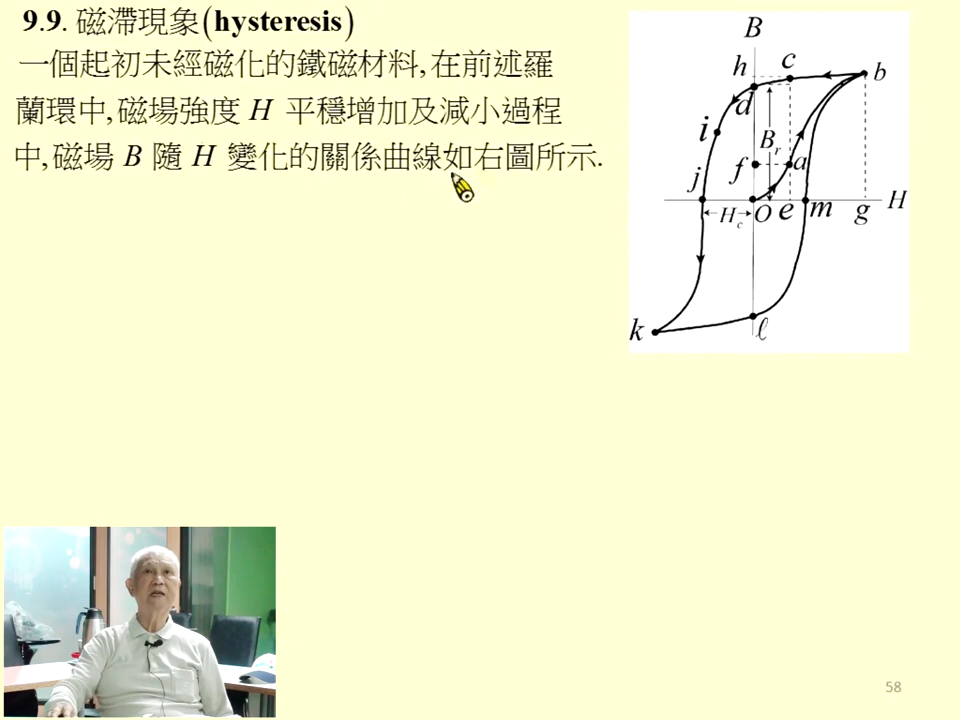 9.9. 磁滯現象(hysteresis)
一個起初未經磁化的鐵磁材料,在前述羅
蘭環中,磁場強度 H 平穩增加及減小過程
中,磁場 B 隨 H 變化的關係曲線如右圖所示.
B
h c b
d
i
B_r
f a
j
H_c O e m g H
k ℓ
58